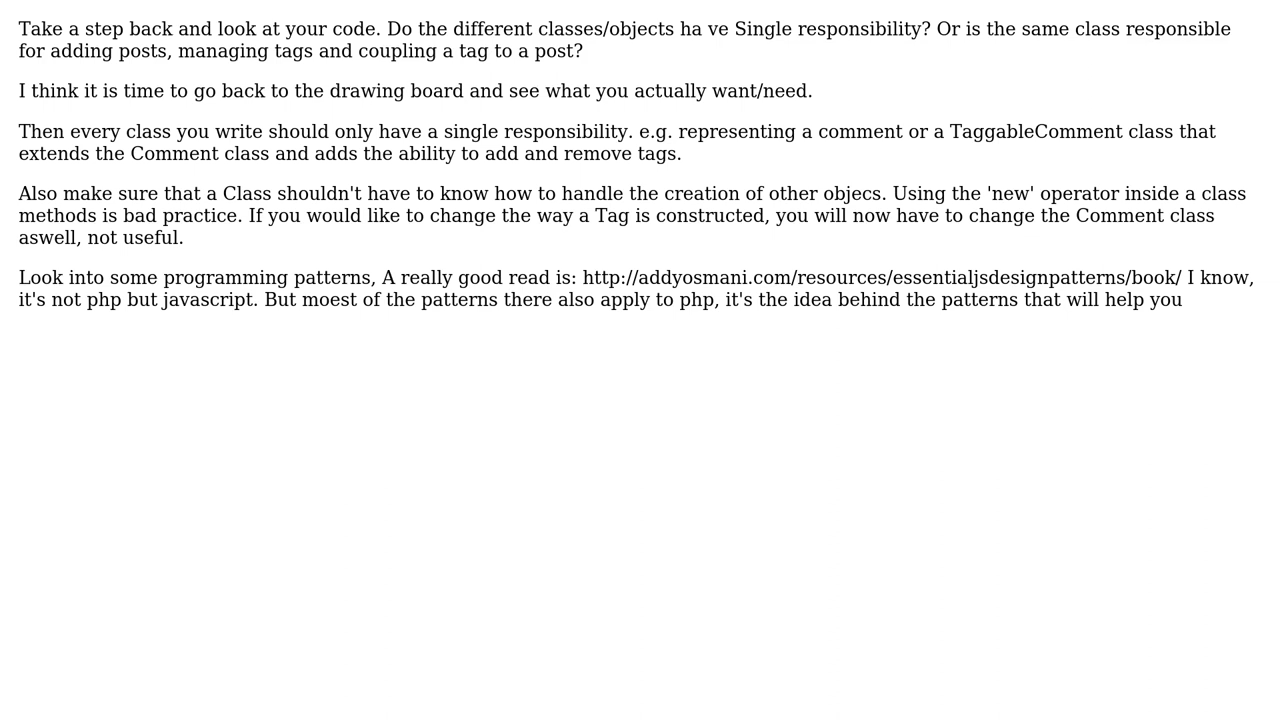 Take a step back and look at your code. Do the different classes/objects ha ve Single responsibility? Or is the same class responsible
for adding posts, managing tags and coupling a tag to a post?
I think it is time to go back to the drawing board and see what you actually want/need.
Then every class you write should only have a single responsibility. e.g. representing a comment or a TaggableComment class that
extends the Comment class and adds the ability to add and remove tags.
Also make sure that a Class shouldn't have to know how to handle the creation of other objecs. Using the 'new' operator inside a class
methods is bad practice. If you would like to change the way a Tag is constructed, you will now have to change the Comment class
aswell, not useful.
Look into some programming patterns, A really good read is: http://addyosmani.com/resources/essentialjsdesignpatterns/book/ I know,
it's not php but javascript. But moest of the patterns there also apply to php, it's the idea behind the patterns that will help you